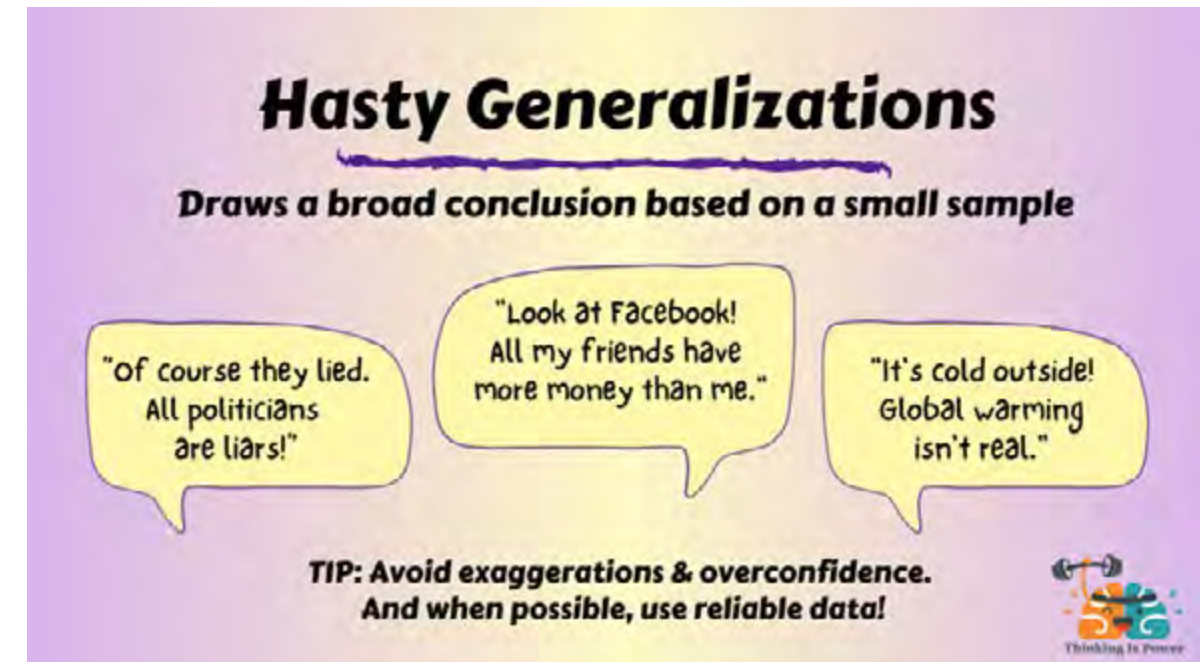 Hasty Generalizations
Draws a broad conclusion based on a small sample
"Of course they lied.
All politicians
are liars!"
"Look at Facebook!
All my friends have
more money than me."
"It's cold outside!
Global warming
isn't real."
TIP: Avoid exaggerations & overconfidence.
And when possible, use reliable data!
Thinking Is Power